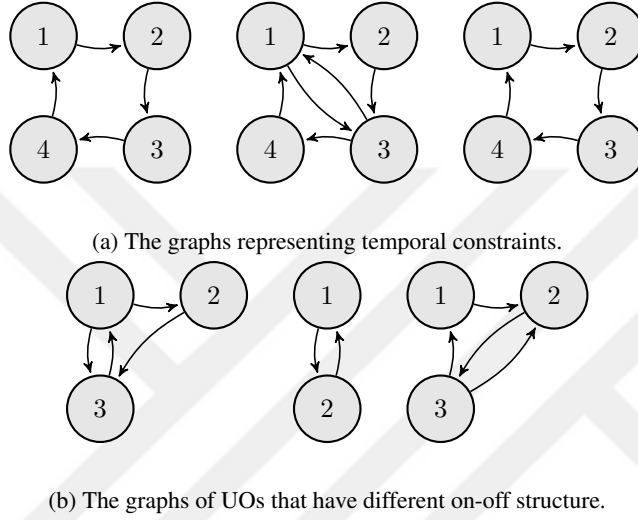 1 2 1 2 1 2
4 3 4 3 4 3
(a) The graphs representing temporal constraints.
1 2 1 1 2
3 2 3
(b) The graphs of UOs that have different on-off structure.